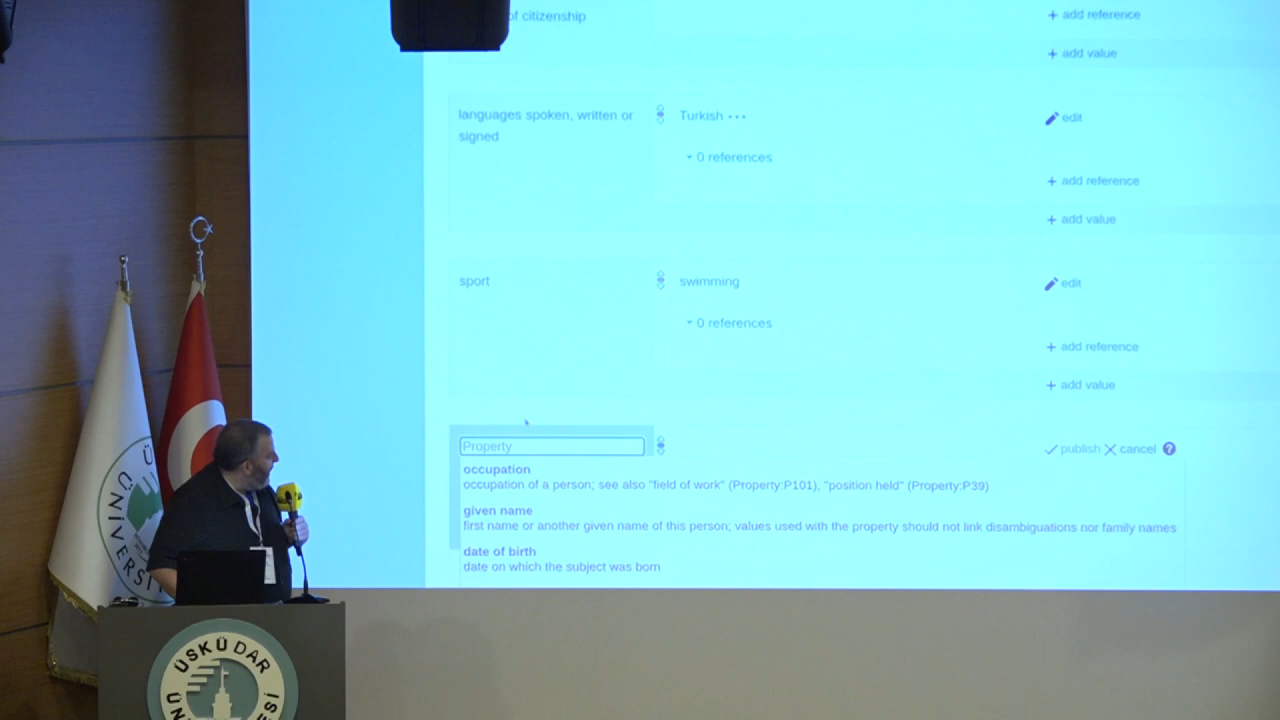 of citizenship
+ add reference
+ add value
languages spoken, written or
signed
Turkish •••
edit
0 references
+ add reference
+ add value
sport
swimming
edit
0 references
+ add reference
+ add value
Property
publish
cancel
?
occupation
occupation of a person; see also "field of work" (Property:P101), "position held" (Property:P39)
given name
first name or another given name of this person; values used with the property should not link disambiguations nor family names
date of birth
date on which the subject was born
ÜNİVERSİ
ÜSKÜDAR